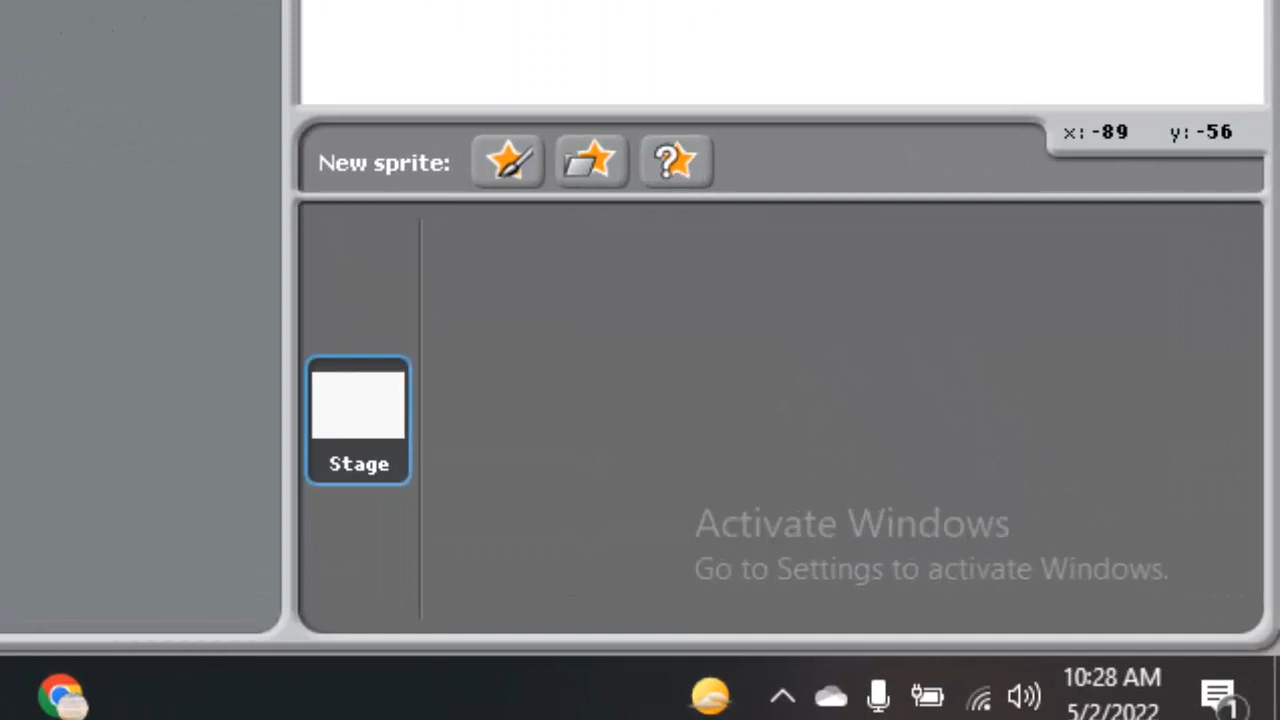 x: -89 y: -56
New sprite:
Stage
Activate Windows
Go to Settings to activate Windows.
10:28 AM
5/2/2022
1